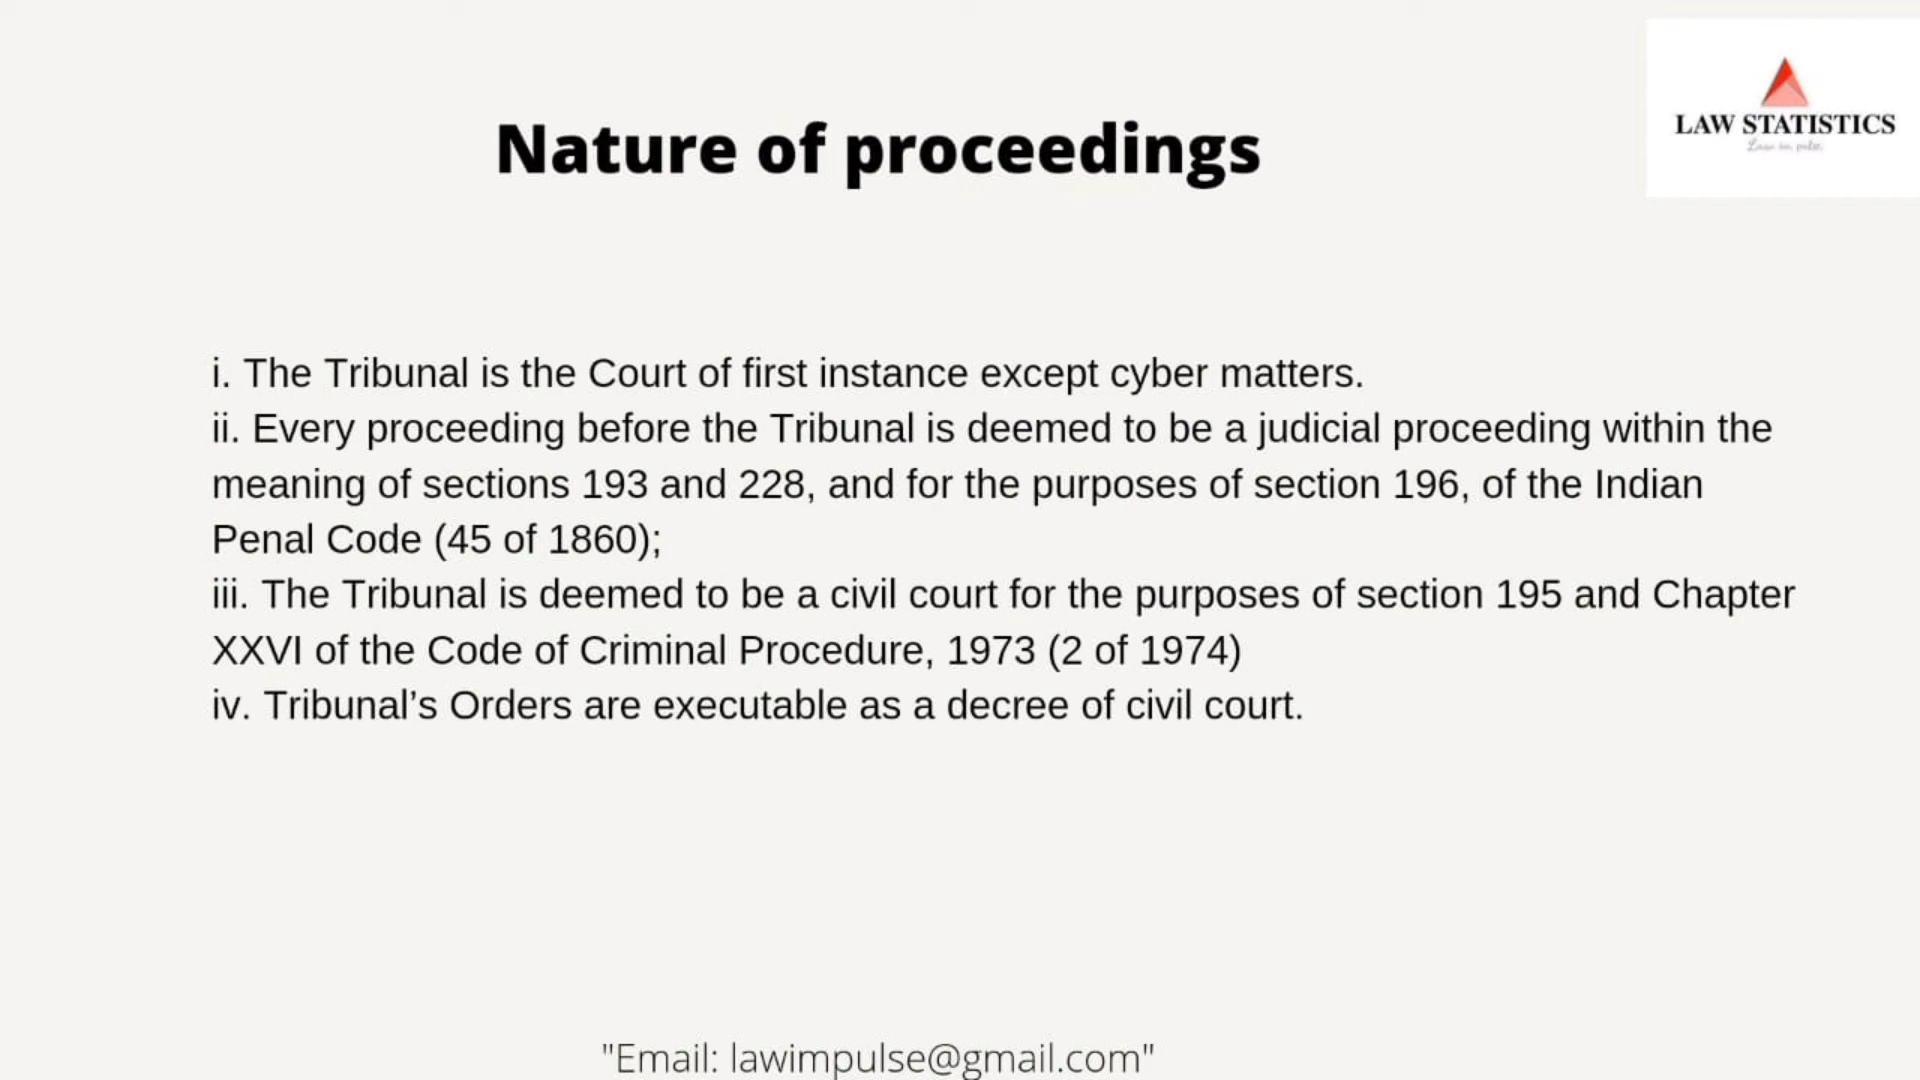 LAW STATISTICS
Law in pulse.
Nature of proceedings
i. The Tribunal is the Court of first instance except cyber matters.
ii. Every proceeding before the Tribunal is deemed to be a judicial proceeding within the
meaning of sections 193 and 228, and for the purposes of section 196, of the Indian
Penal Code (45 of 1860);
iii. The Tribunal is deemed to be a civil court for the purposes of section 195 and Chapter
XXVI of the Code of Criminal Procedure, 1973 (2 of 1974)
iv. Tribunal’s Orders are executable as a decree of civil court.
"Email: lawimpulse@gmail.com"